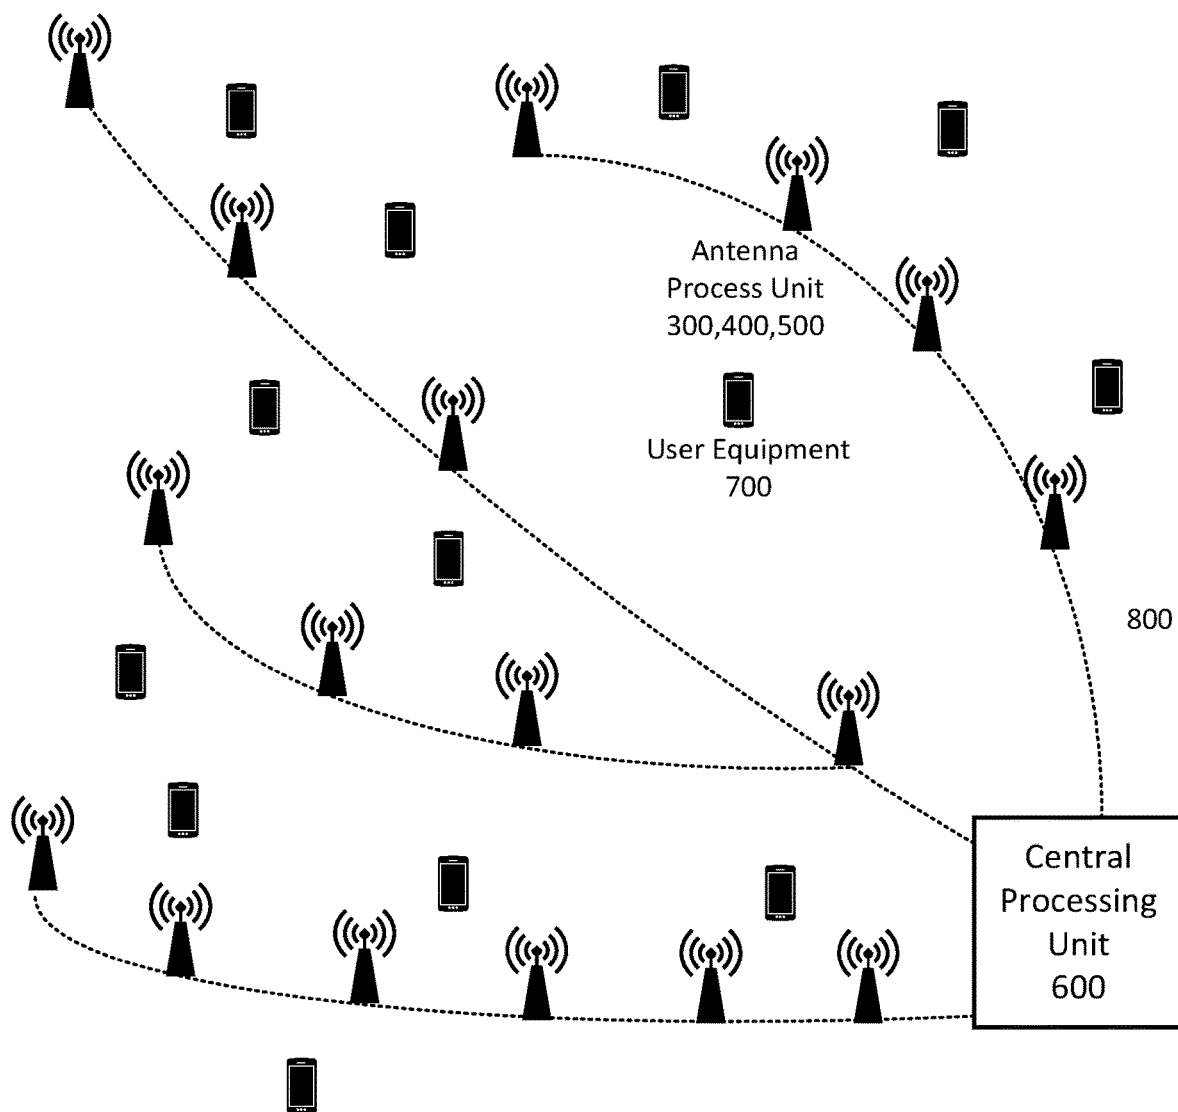 Antenna
Process Unit
300,400,500
User Equipment
700
800
Central
Processing
Unit
600